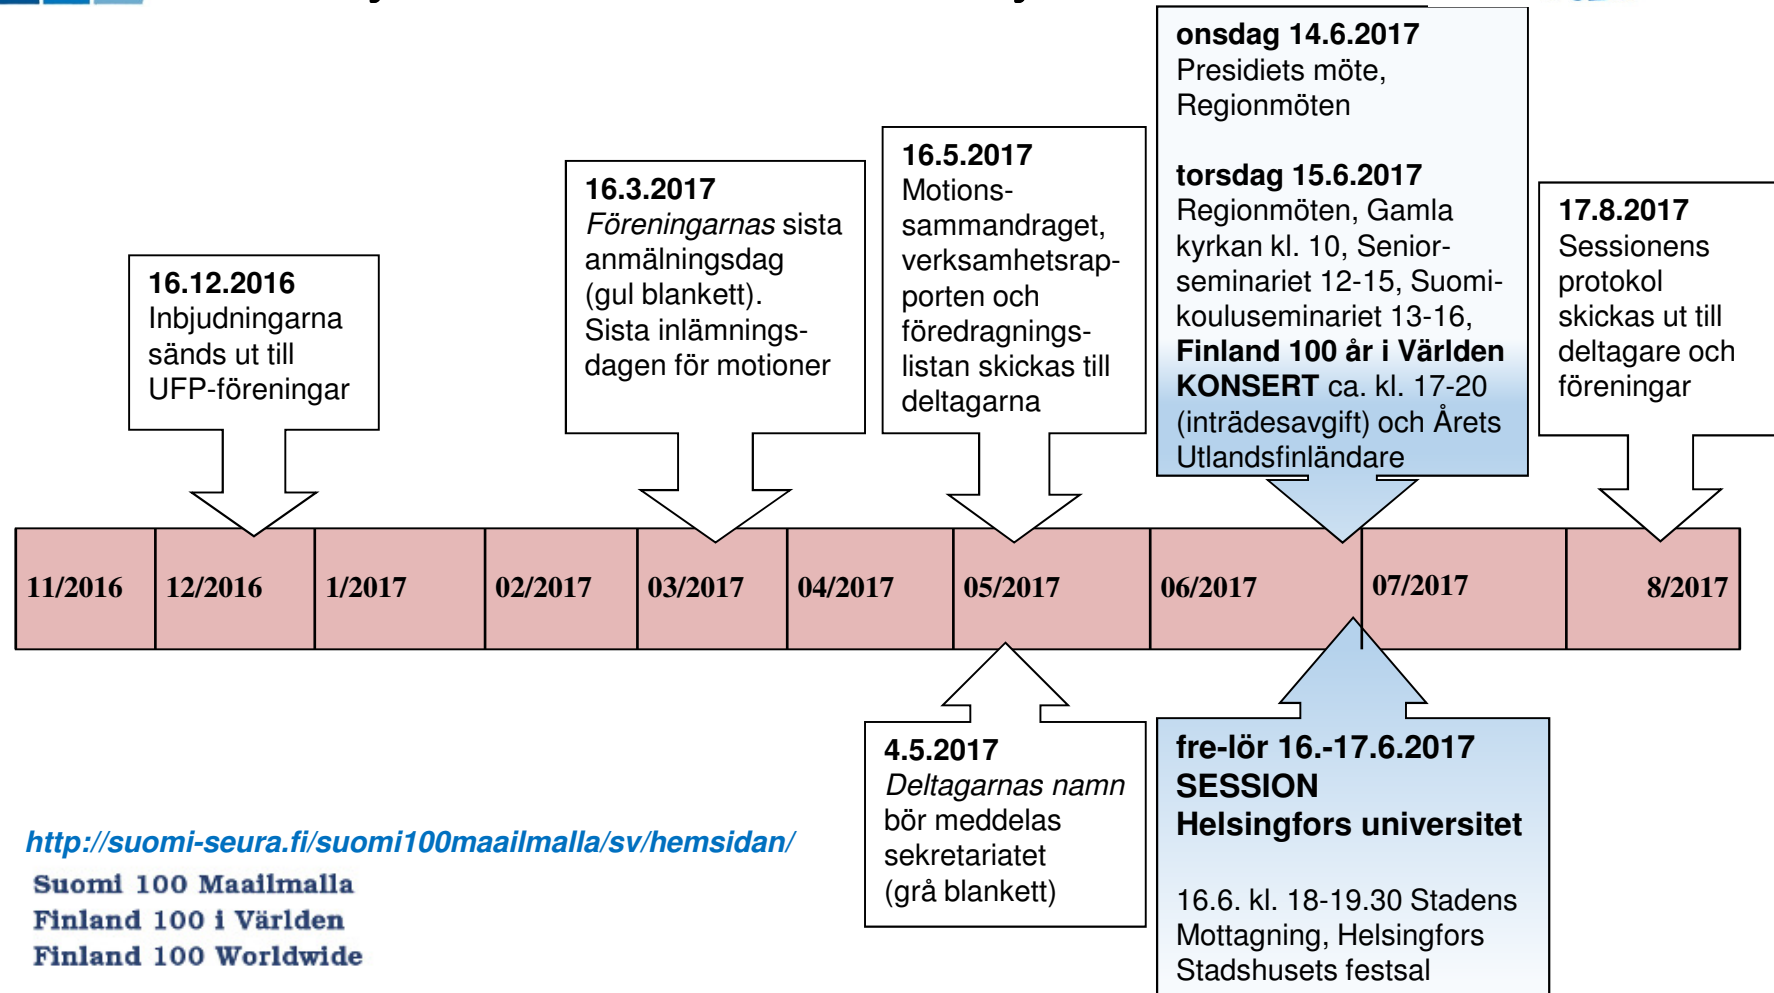 onsdag 14.6.2017
Presidiets möte,
Regionmöten
torsdag 15.6.2017
Regionmöten, Gamla
kyrkan kl. 10, Senior-
seminariet 12-15, Suomi-
kouluseminariet 13-16,
Finland 100 år i Världen
KONSERT ca. kl. 17-20
(inträdesavgift) och Årets
Utlandsfinländare
16.5.2017
Motions-
sammandraget,
verksamhetsrap-
porten och
föredragnings-
listan skickas till
deltagarna
16.3.2017
Föreningarnas sista
anmälningsdag
(gul blankett).
Sista inlämnings-
dagen för motioner
17.8.2017
Sessionens
protokol
skickas ut till
deltagare och
föreningar
16.12.2016
Inbjudningarna
sänds ut till
UFP-föreningar
11/2016
12/2016
1/2017
02/2017
03/2017
04/2017
05/2017
06/2017
07/2017
8/2017
4.5.2017
Deltagarnas namn
bör meddelas
sekretariatet
(grå blankett)
fre-lör 16.-17.6.2017
SESSION
Helsingfors universitet
16.6. kl. 18-19.30 Stadens
Mottagning, Helsingfors
Stadshusets festsal
http://suomi-seura.fi/suomi100maailmalla/sv/hemsidan/
Suomi 100 Maailmalla
Finland 100 i Världen
Finland 100 Worldwide